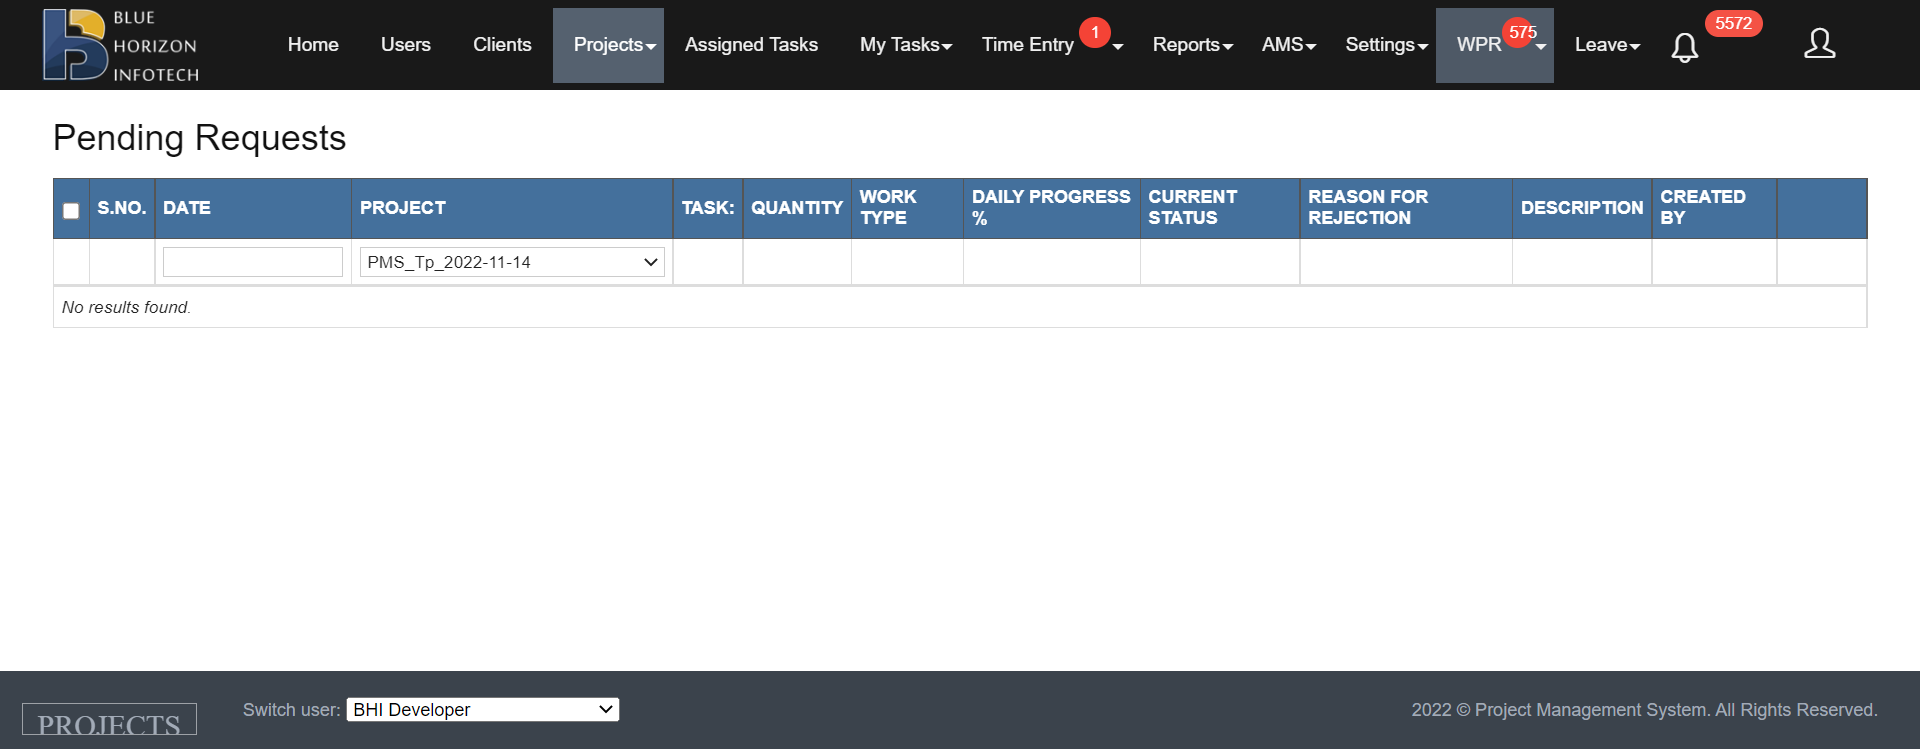 BLUE
HORIZON
INFOTECH
Home Users Clients Projects Assigned Tasks My Tasks Time Entry 1 Reports AMS Settings WPR 575 Leave 5572
Pending Requests
S.NO. DATE PROJECT TASK: QUANTITY WORK TYPE DAILY PROGRESS % CURRENT STATUS REASON FOR REJECTION DESCRIPTION CREATED BY
PMS_Tp_2022-11-14
No results found.
PROJECTS Switch user: BHI Developer 2022 © Project Management System. All Rights Reserved.